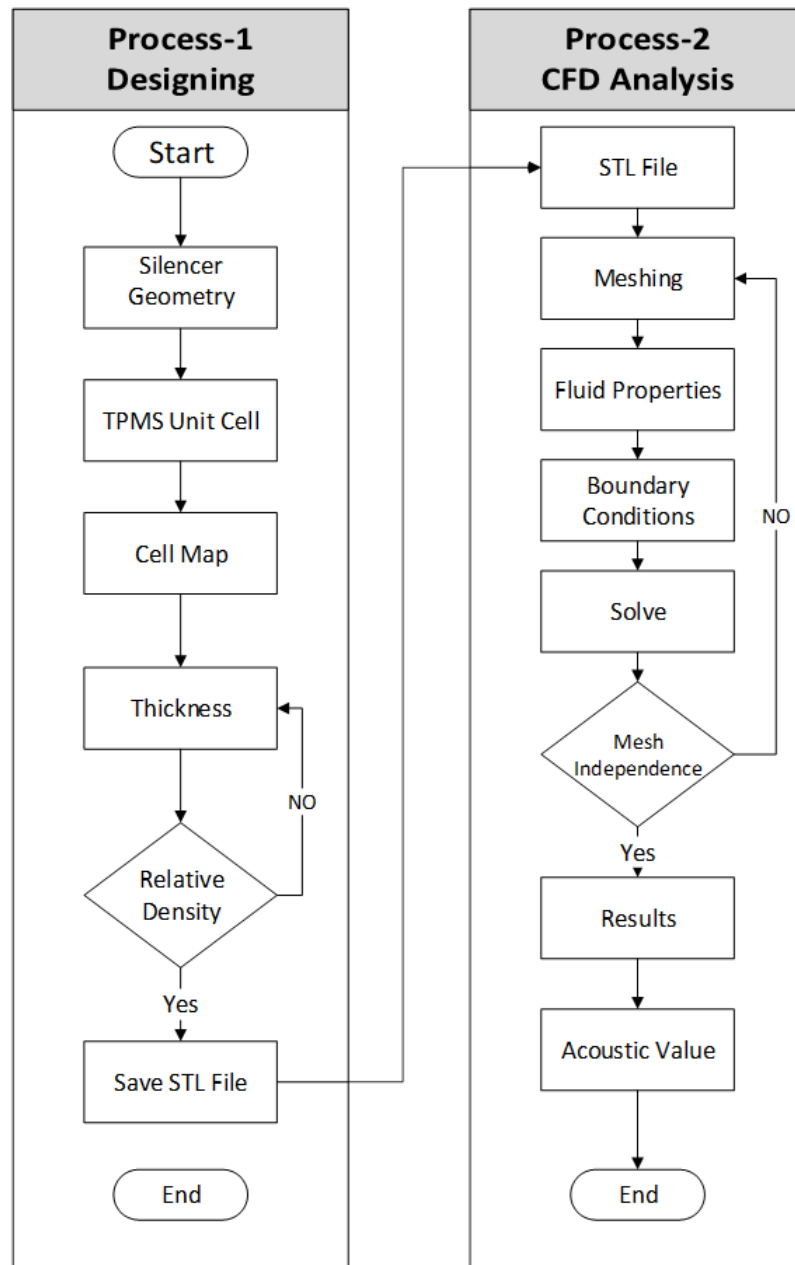 Process-1
Designing
Start
Silencer
Geometry
TPMS Unit Cell
Cell Map
Thickness
NO
Relative
Density
Yes
Save STL File
End
Process-2
CFD Analysis
STL File
Meshing
Fluid Properties
Boundary
Conditions
NO
Solve
Mesh
Independence
Yes
Results
Acoustic Value
End